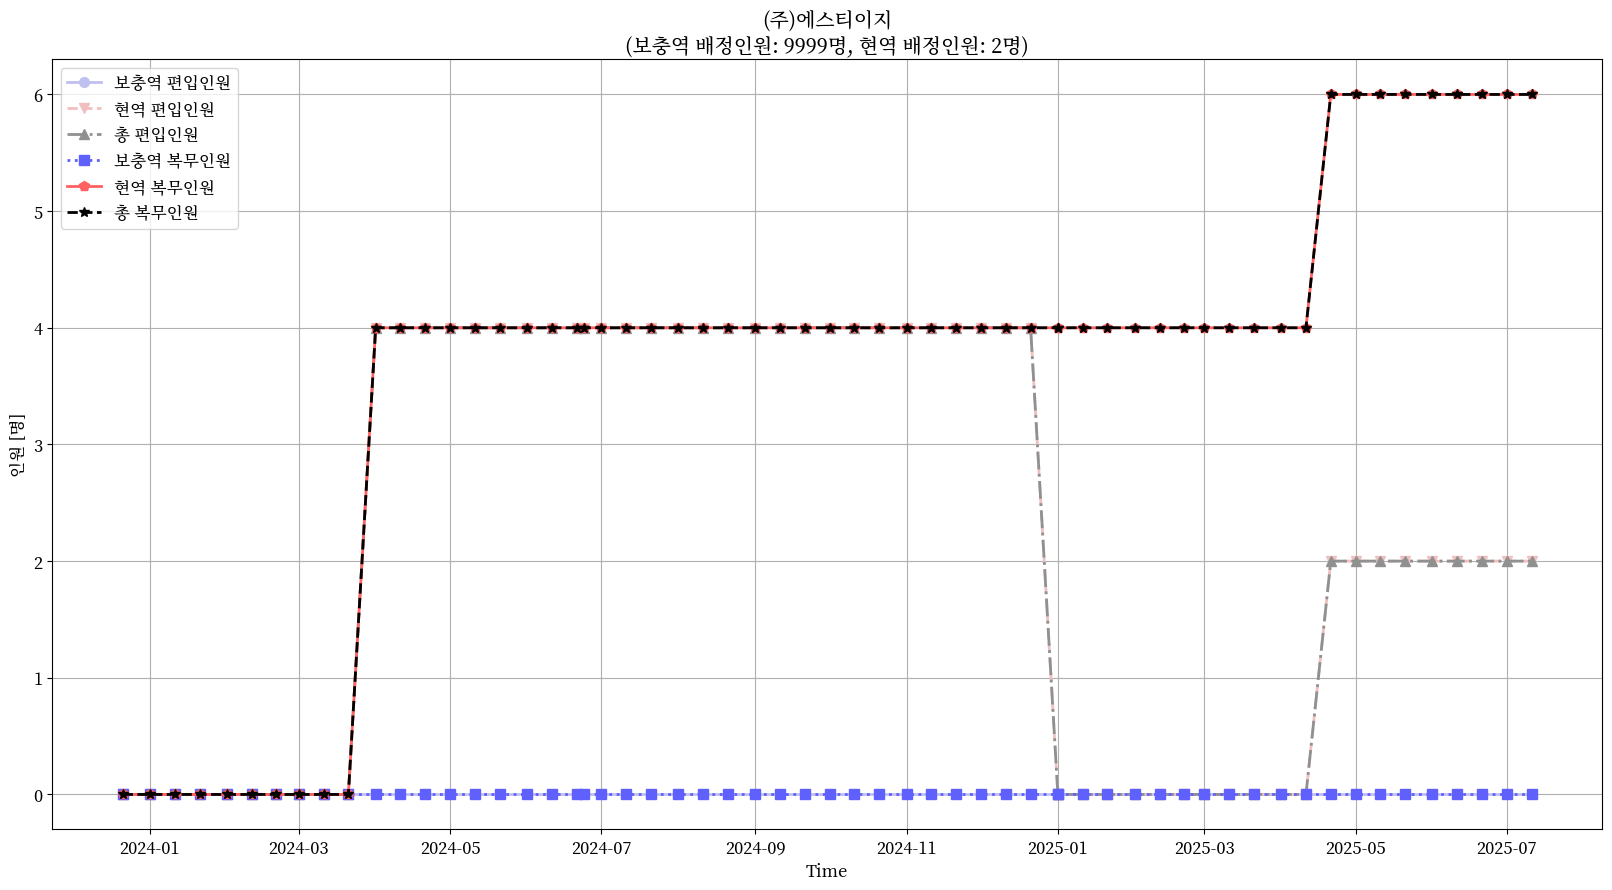 (주)에스티이지
(보충역 배정인원: 9999명, 현역 배정인원: 2명)
보충역 편입인원
현역 편입인원
총 편입인원
보충역 복무인원
현역 복무인원
총 복무인원
6
5
4
3
2
1
0
인원 [명]
2024-01
2024-03
2024-05
2024-07
2024-09
2024-11
2025-01
2025-03
2025-05
2025-07
Time